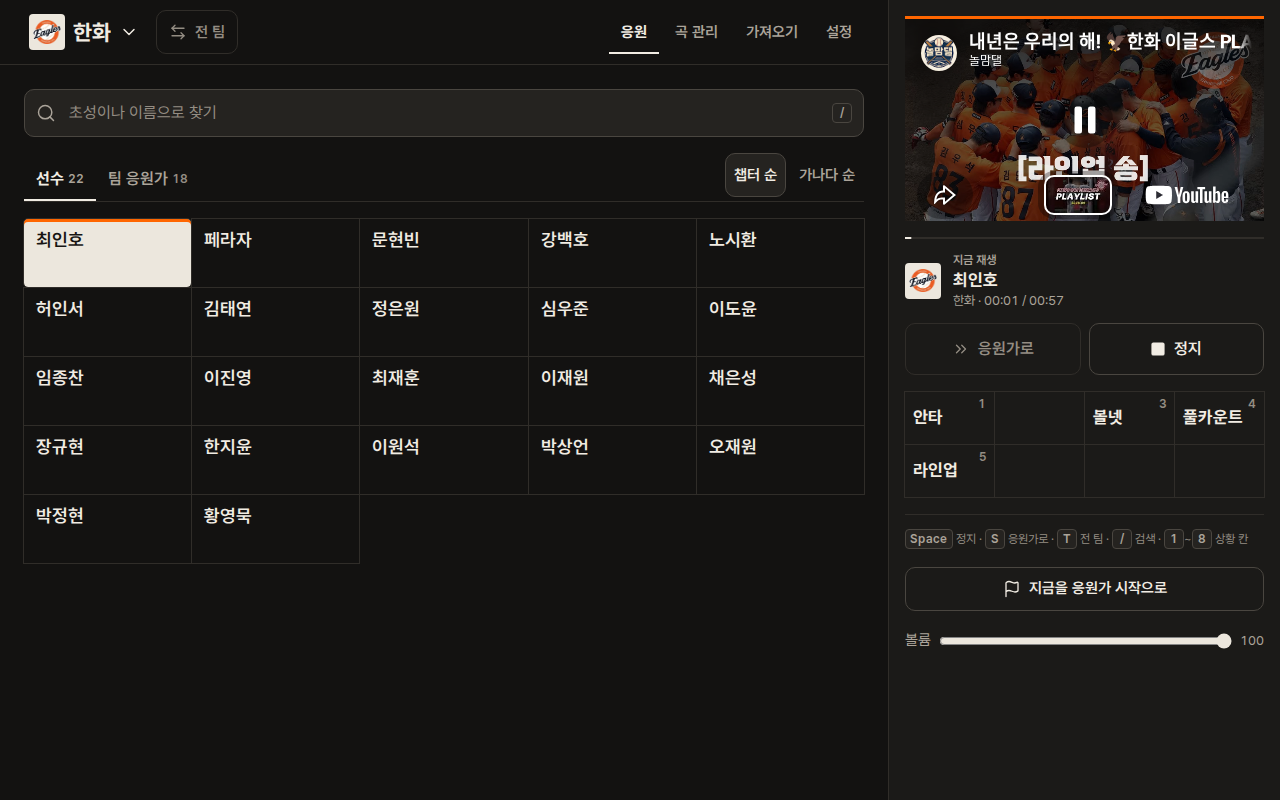 Eagles
한화
전 팀
응원
곡 관리
가져오기
설정
초성이나 이름으로 찾기
/
선수 22
팀 응원가 18
챕터 순
가나다 순
최인호
페라자
문현빈
강백호
노시환
허인서
김태연
정은원
심우준
이도윤
임종찬
이진영
최재훈
이재원
채은성
장규현
한지윤
이원석
박상언
오재원
박정현
황영묵
놀맘댈
내년은 우리의 해! 🦅 한화 이글스 PLA
놀맘댈
Eagles
[라인업 송]
87
PLAYLIST
YouTube
Eagles
지금 재생
최인호
한화 · 00:01 / 00:57
응원가로
정지
안타 1
볼넷 3
풀카운트 4
라인업 5
Space 정지 · S 응원가로 · T 전 팀 · / 검색 · 1 ~ 8 상황 칸
지금을 응원가 시작으로
볼륨
100